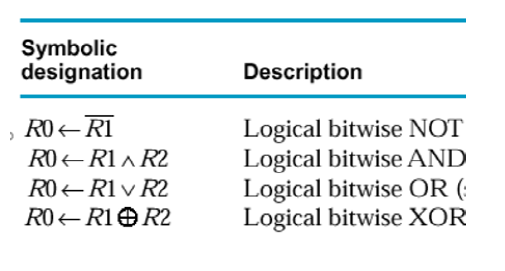 Symbolic
designation Description
R0 ← R̅1̅ Logical bitwise NOT
R0 ← R1 ∧ R2 Logical bitwise AND
R0 ← R1 ∨ R2 Logical bitwise OR (
R0 ← R1 ⊕ R2 Logical bitwise XOR